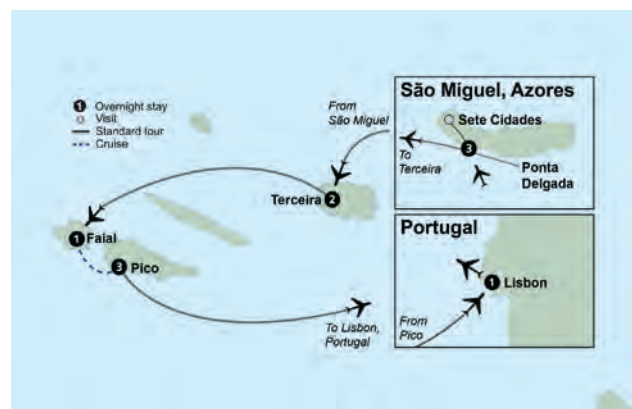 1 Overnight stay
Visit
Standard tour
Cruise
From
São Miguel
São Miguel, Azores
Sete Cidades
3
To
Terceira
Ponta
Delgada
Terceira 2
1 Faial
3 Pico
To Lisbon,
Portugal
Portugal
1 Lisbon
From
Pico